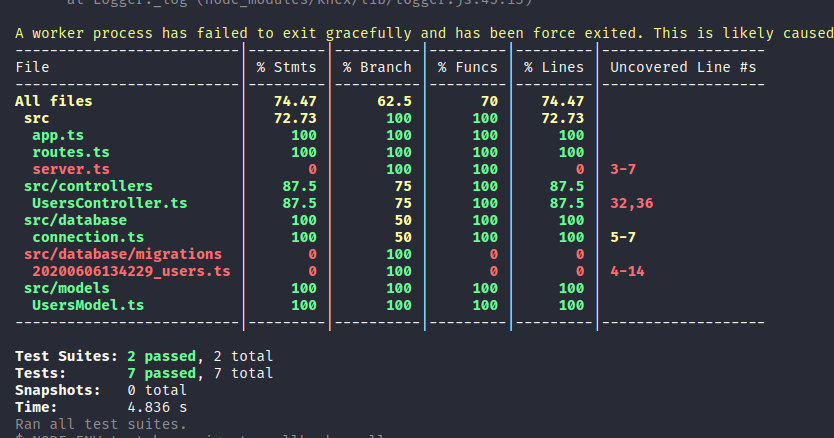 at Logger._log (node_modules/knex/lib/logger.js:45:15)
A worker process has failed to exit gracefully and has been force exited. This is likely caused
--------------------------|---------|----------|---------|---------|-------------------
File | % Stmts | % Branch | % Funcs | % Lines | Uncovered Line #s
--------------------------|---------|----------|---------|---------|-------------------
All files | 74.47 | 62.5 | 70 | 74.47 |
src | 72.73 | 100 | 100 | 72.73 |
app.ts | 100 | 100 | 100 | 100 |
routes.ts | 100 | 100 | 100 | 100 |
server.ts | 0 | 100 | 100 | 0 | 3-7
src/controllers | 87.5 | 75 | 100 | 87.5 |
UsersController.ts | 87.5 | 75 | 100 | 87.5 | 32,36
src/database | 100 | 50 | 100 | 100 |
connection.ts | 100 | 50 | 100 | 100 | 5-7
src/database/migrations | 0 | 100 | 0 | 0 |
20200606134229_users.ts | 0 | 100 | 0 | 0 | 4-14
src/models | 100 | 100 | 100 | 100 |
UsersModel.ts | 100 | 100 | 100 | 100 |
--------------------------|---------|----------|---------|---------|-------------------
Test Suites: 2 passed, 2 total
Tests: 7 passed, 7 total
Snapshots: 0 total
Time: 4.836 s
Ran all test suites.